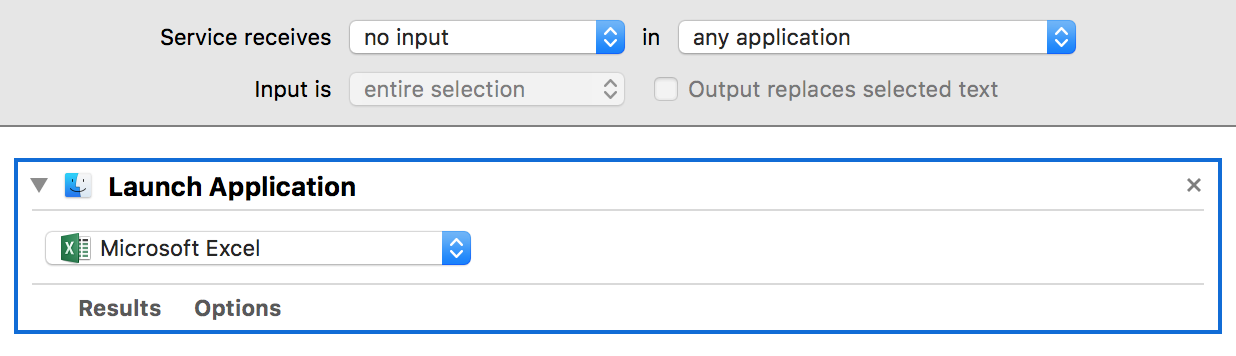 Service receives no input in any application
Input is entire selection Output replaces selected text
Launch Application
Microsoft Excel
Results Options